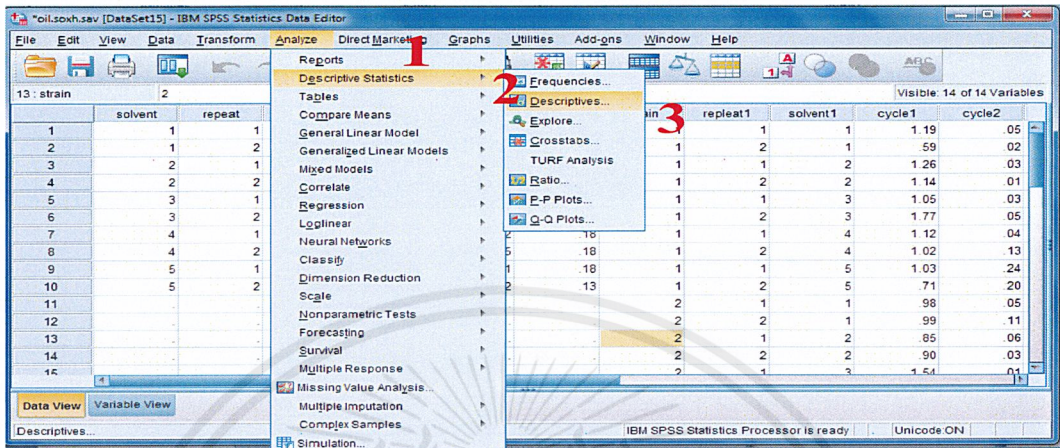 *oil.soxh.sav [DataSet15] - IBM SPSS Statistics Data Editor
File Edit View Data Transform Analyze Direct Marketing Graphs Utilities Add-ons Window Help
1
Reports
Descriptive Statistics
Tables
Compare Means
General Linear Model
Generalized Linear Models
Mixed Models
Correlate
Regression
Loglinear
Neural Networks
Classify
Dimension Reduction
Scale
Nonparametric Tests
Forecasting
Survival
Multiple Response
Missing Value Analysis...
Multiple Imputation
Complex Samples
Simulation...
2
Frequencies...
Descriptives...
Explore...
Crosstabs...
TURF Analysis
Ratio...
P-P Plots...
Q-Q Plots...
3
13 : strain 2 Visible: 14 of 14 Variables
solvent repeat ain repleat1 solvent1 cycle1 cycle2
1 1 1 1 1 1 1.19 .05
2 1 2 1 2 1 .59 .02
3 2 1 1 1 2 1.26 .03
4 2 2 1 2 2 1.14 .01
5 3 1 1 1 3 1.05 .03
6 3 2 1 2 3 1.77 .05
7 4 1 2 .18 1 1 4 1.12 .04
8 4 2 5 .18 1 2 4 1.02 .13
9 5 1 1 .18 1 1 5 1.03 .24
10 5 2 2 .13 1 2 5 .71 .20
11 . . . 2 1 1 .98 .05
12 . . . 2 2 1 .99 .11
13 . . . 2 1 2 .85 .06
14 . . . 2 2 2 .90 .03
15 2 1 3 1.54 .01
Data View Variable View
Descriptives... IBM SPSS Statistics Processor is ready Unicode:ON